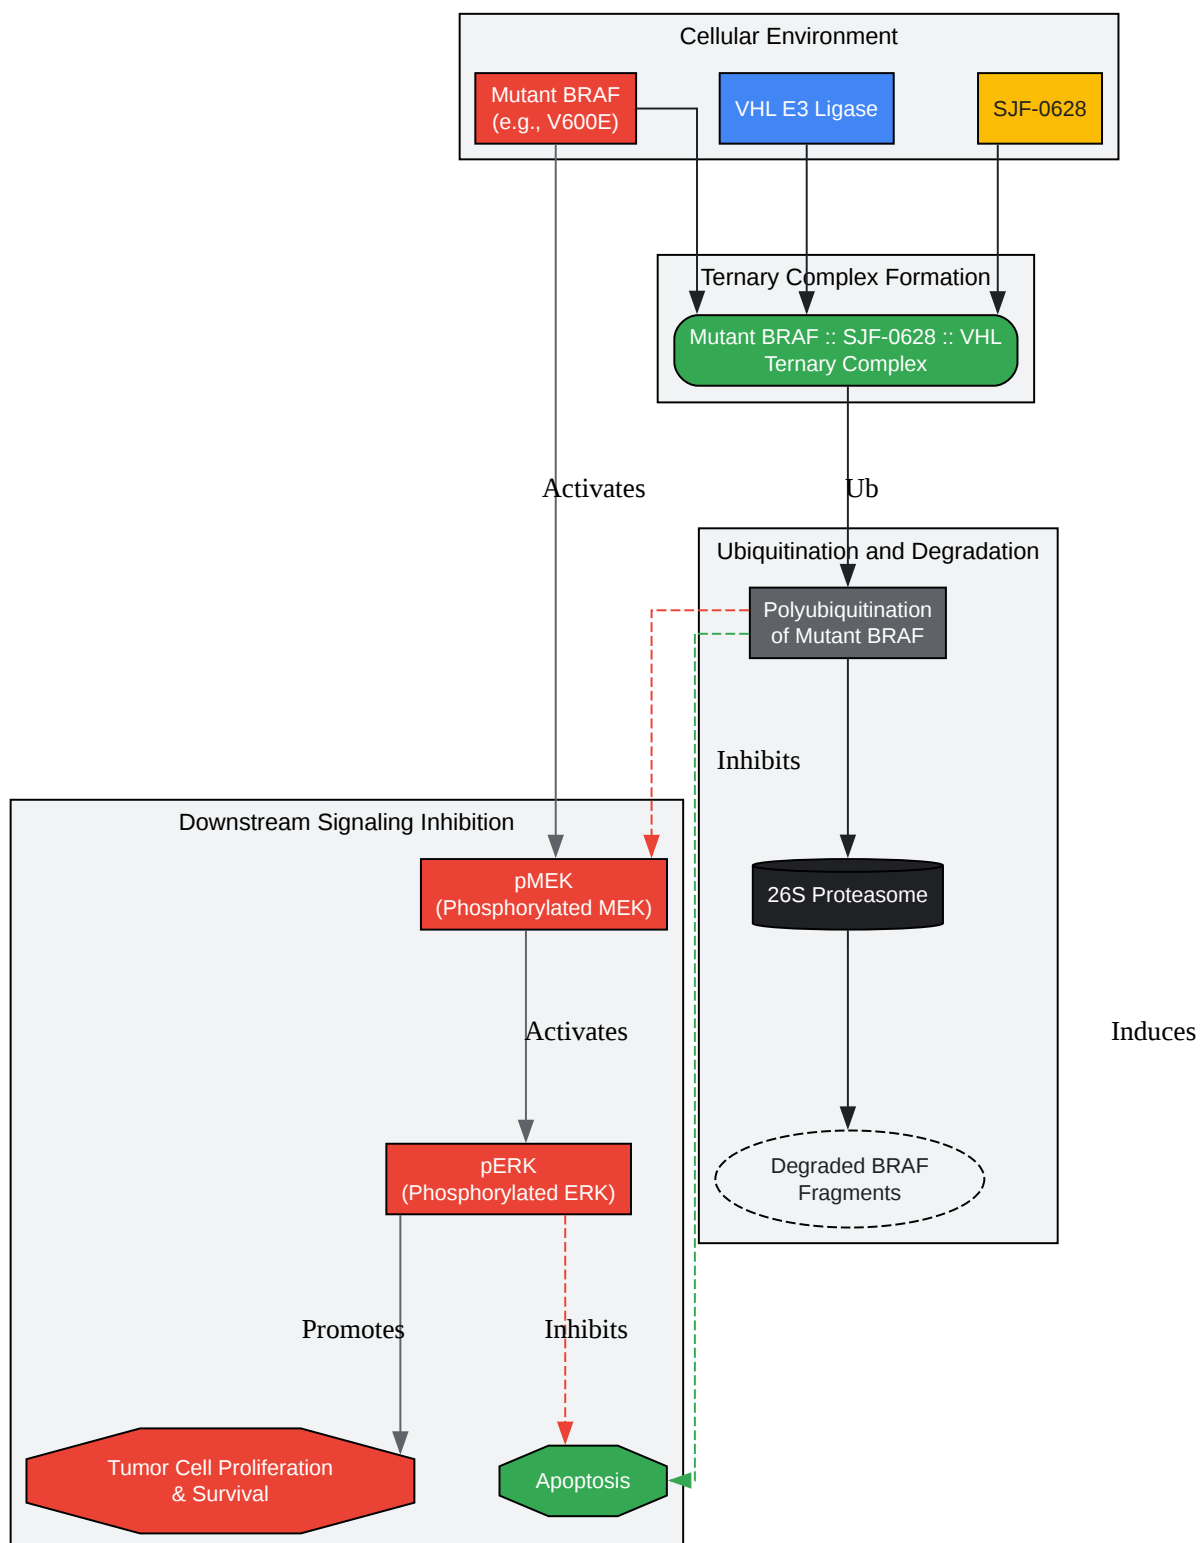 Cellular Environment
Mutant BRAF
(e.g., V600E)
VHL E3 Ligase
SJF-0628
Ternary Complex Formation
Mutant BRAF :: SJF-0628 :: VHL
Ternary Complex
Activates
Ub
Ubiquitination and Degradation
Polyubiquitination
of Mutant BRAF
Inhibits
Downstream Signaling Inhibition
pMEK
(Phosphorylated MEK)
26S Proteasome
Activates
Induces
pERK
(Phosphorylated ERK)
Degraded BRAF
Fragments
Promotes
Inhibits
Tumor Cell Proliferation
& Survival
Apoptosis